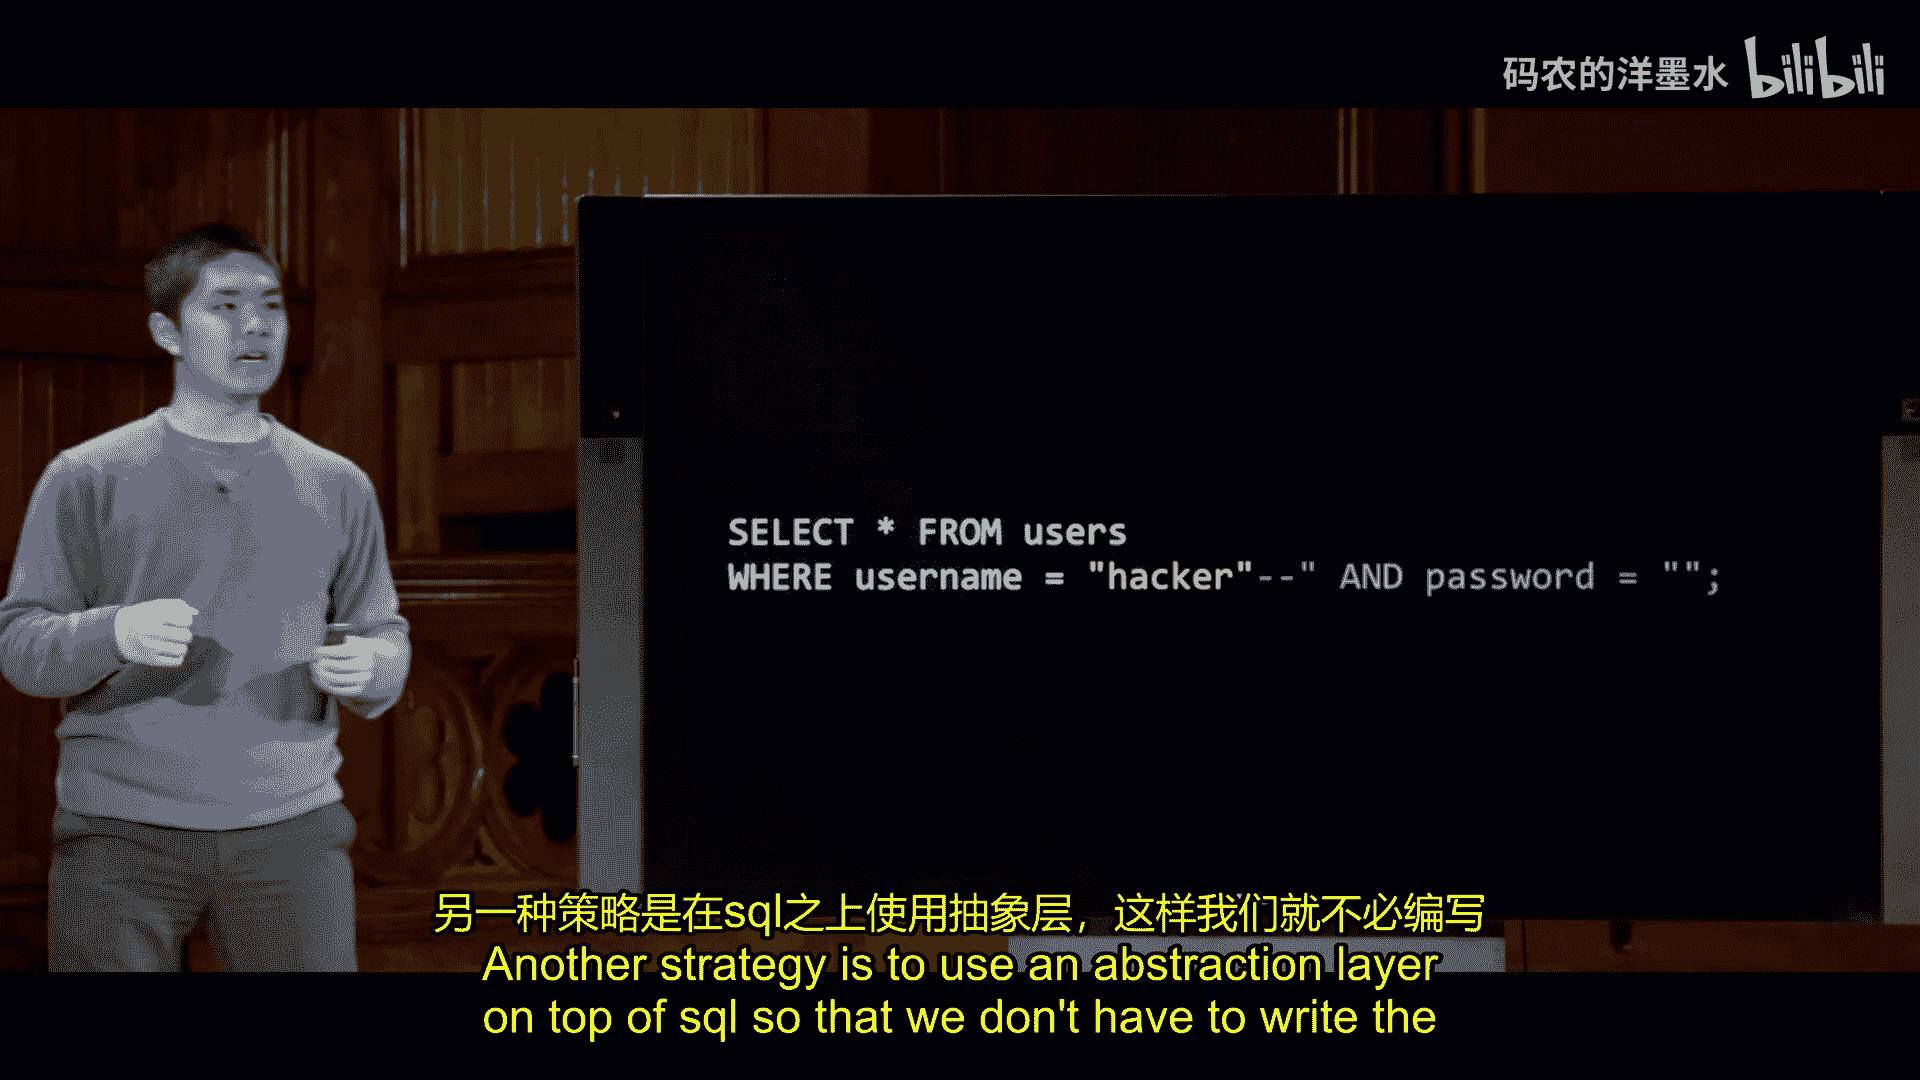 码农的洋墨水 bilibili
SELECT * FROM users
WHERE username = "hacker"--" AND password = "";
另一种策略是在sql之上使用抽象层，这样我们就不必编写
Another strategy is to use an abstraction layer
on top of sql so that we don't have to write the